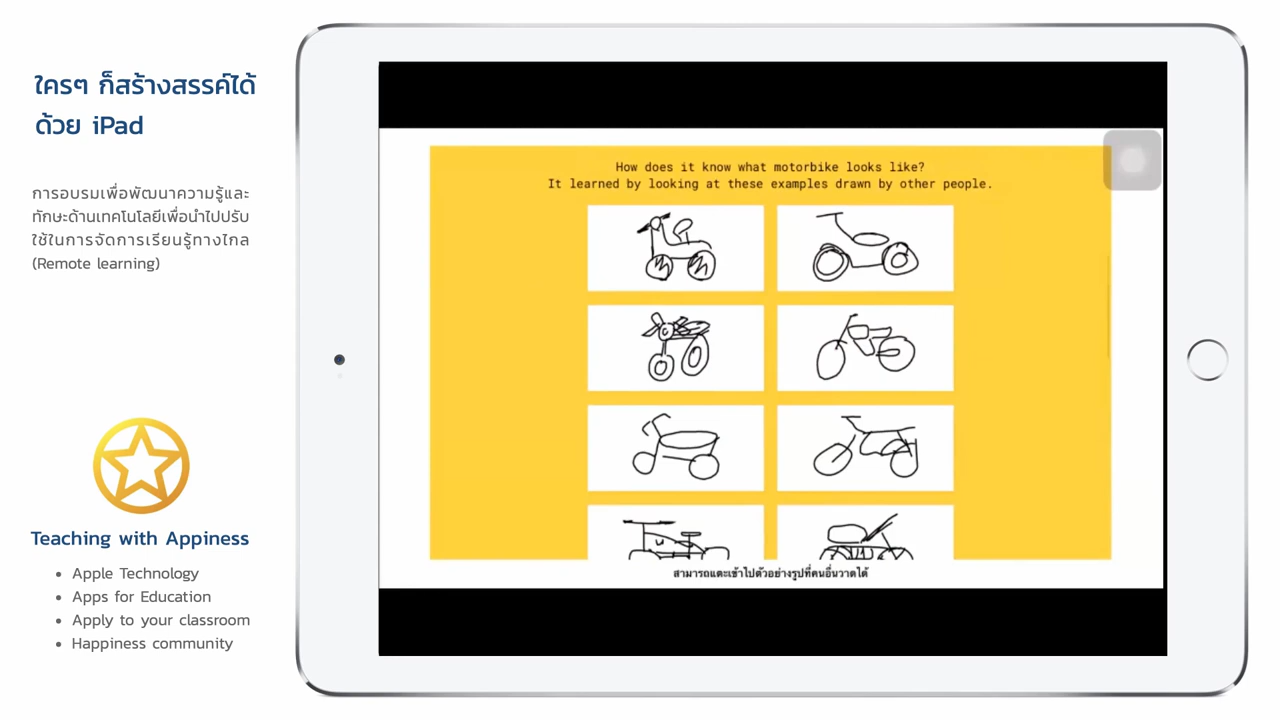 ใครๆ ก็สร้างสรรค์ได้
ด้วย iPad
การอบรมเพื่อพัฒนาความรู้และ
ทักษะด้านเทคโนโลยีเพื่อนำไปปรับ
ใช้ในการจัดการเรียนรู้ทางไกล
(Remote learning)
Teaching with Appiness
• Apple Technology
• Apps for Education
• Apply to your classroom
• Happiness community
How does it know what motorbike looks like?
It learned by looking at these examples drawn by other people.
สามารถแตะเข้าไปตัวอย่างรูปที่คนอื่นวาดได้